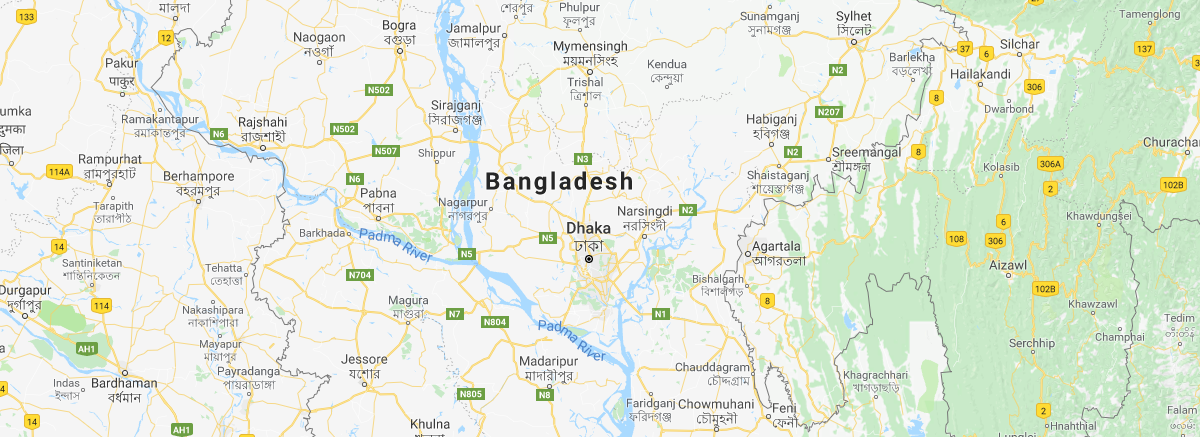 133
মালদা
12
Pakur
পাকুর
Naogaon
নওগাঁ
Bogra
বগুড়া
Jamalpur
জামালপুর
শেরপুর
Phulpur
ফুলপুর
Mymensingh
ময়মনসিংহ
Trishal
ত্রিশাল
Kendua
কেন্দুয়া
Sunamganj
সুনামগঞ্জ
Sylhet
সিলেট
N2
Barlekha
বড়লেখা
37
6
Silchar
Hailakandi
306
Dwarbond
137
Tamenglong
8
N502
Ramakantapur
রমাকান্তপুর
N6
Rajshahi
রাজশাহী
N502
Sirajganj
সিরাজগঞ্জ
N507
Shippur
N3
Habiganj
হবিগঞ্জ
N207
N2
Sreemangal
শ্রীমঙ্গল
8
Shaistaganj
শায়েস্তাগঞ্জ
Kolasib
306A
2
Churachan
102B
umka
दुमका
জিলা
114A
Rampurhat
রামপুরহাট
Berhampore
বহরমপুর
Tarapith
তারাপীঠ
N6
Pabna
পাবনা
Nagarpur
নাগরপুর
Bangladesh
Dhaka
ঢাকা
Narsingdi
নরসিংদী
N2
Khawdungsei
6
108
306
Aizawl
102B
Khawzawl
Agartala
আগরতলা
Barkhada
Padma River
N5
N5
14
Santiniketan
শান্তিনিকেতন
Tehatta
তেহাত্তা
N704
Bishalgarh
বিশালগড়
8
Durgapur
দুর্গাপুর
114
Nakashipara
নাকাশিপারা
Magura
মাগুরা
N7
N804
Padma River
N1
Champhai
Tedim
Serchhip
AH1
Mayapur
মায়াপুর
Indas
ইন্দাস
Bardhaman
বর্ধমান
Payradanga
পায়রাডাঙ্গা
Jessore
যশোর
Madaripur
মাদারীপুর
N805
N8
Chauddagram
চৌদ্দগ্রাম
Khagrachhari
খাগড়াছড়ি
14
AH1
Khulna
Faridganj
ফরিদগঞ্জ
Chowmuhani
চৌমুহনী
Feni
ফেনী
2
Hnahthial
Falam